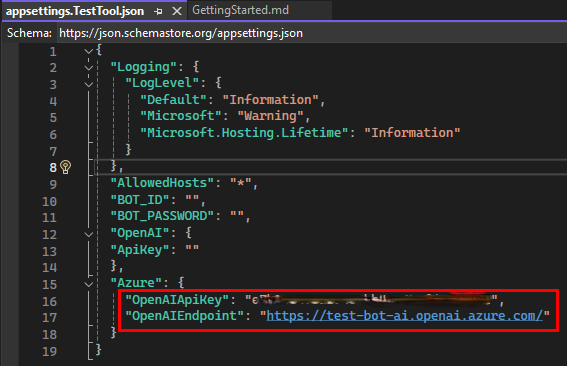 appsettings.TestTool.json
GettingStarted.md
Schema: https://json.schemastore.org/appsettings.json
1 {
2 "Logging": {
3 "LogLevel": {
4 "Default": "Information",
5 "Microsoft": "Warning",
6 "Microsoft.Hosting.Lifetime": "Information"
7 }
8 },
9 "AllowedHosts": "*",
10 "BOT_ID": "",
11 "BOT_PASSWORD": "",
12 "OpenAI": {
13 "ApiKey": ""
14 },
15 "Azure": {
16 "OpenAIApiKey": " ",
17 "OpenAIEndpoint": "https://test-bot-ai.openai.azure.com/"
18 }
19 }